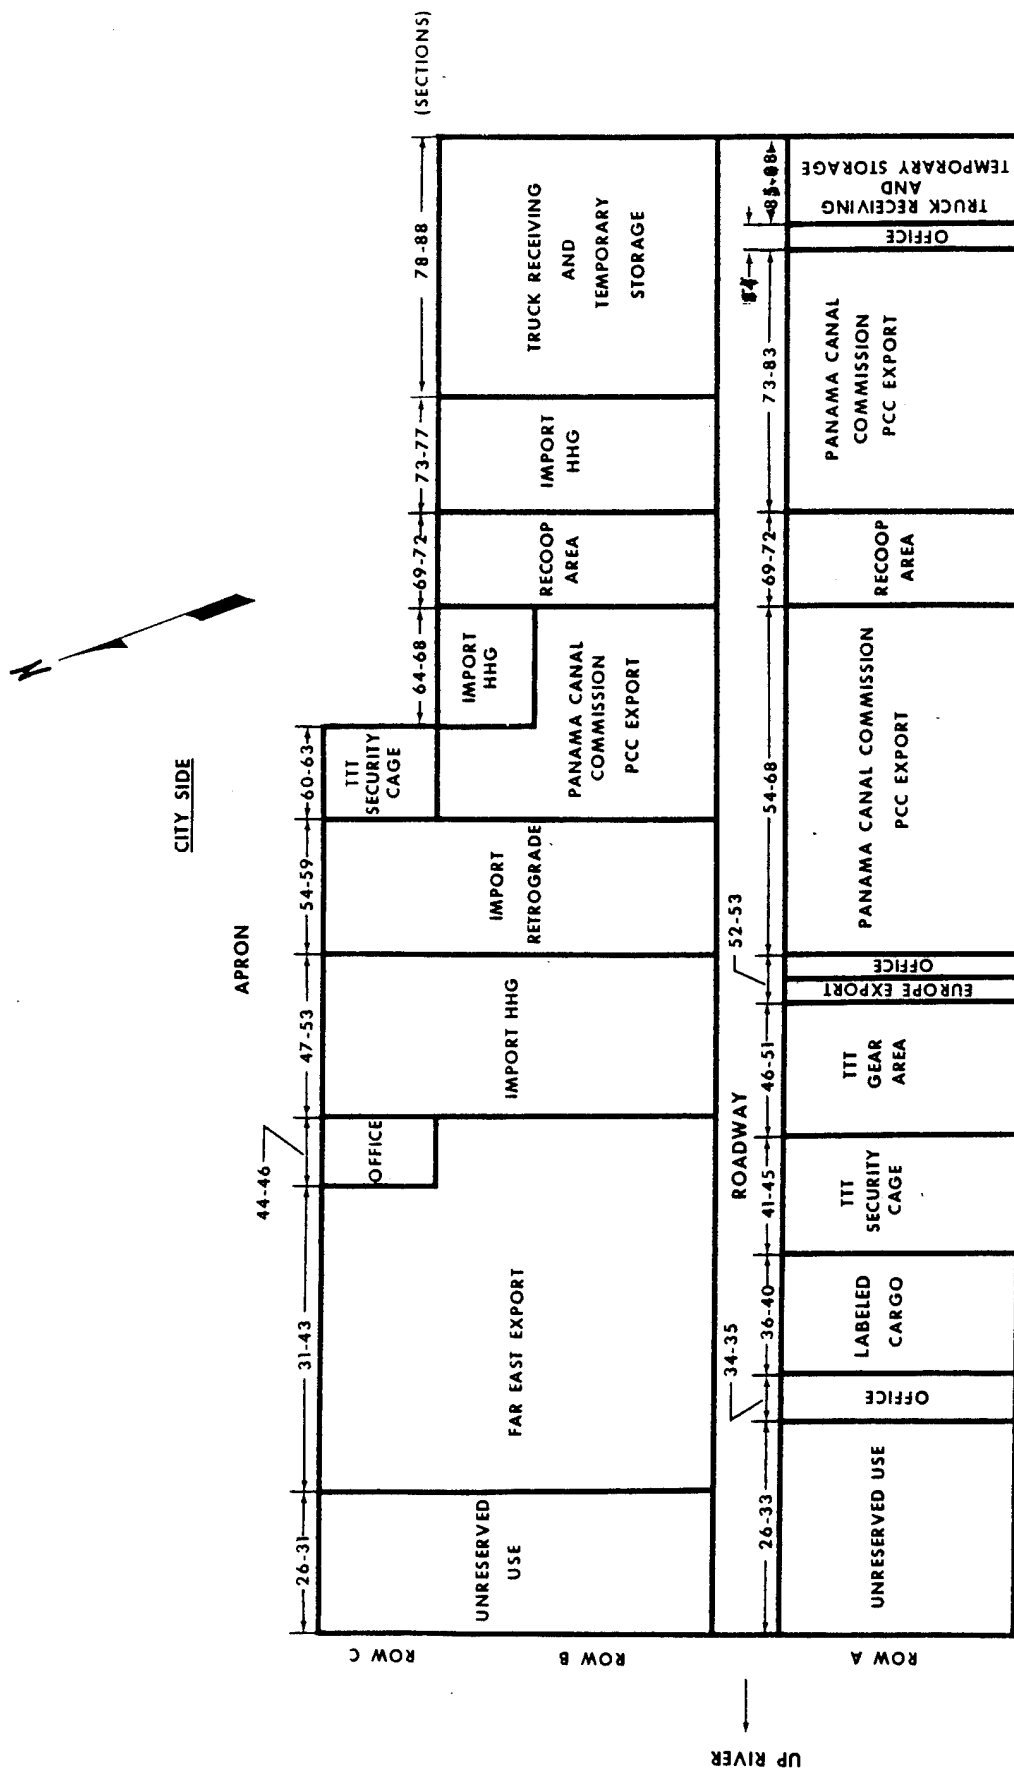 N
CITY SIDE
APRON
(SECTIONS)
26-31
31-43
44-46
47-53
54-59
60-63
64-68
69-72
73-77
78-88
ROW C
ROW B
UNRESERVED
USE
FAR EAST EXPORT
OFFICE
IMPORT HHG
IMPORT
RETROGRADE
TTT
SECURITY
CAGE
IMPORT
HHG
PANAMA CANAL
COMMISSION
PCC EXPORT
RECOOP
AREA
IMPORT
HHG
TRUCK RECEIVING
AND
TEMPORARY
STORAGE
UP RIVER
ROADWAY
26-33
34-35
36-40
41-45
46-51
52-53
54-68
69-72
73-83
84
ROW A
UNRESERVED USE
OFFICE
LABELED
CARGO
TTT
SECURITY
CAGE
TTT
GEAR
AREA
EUROPE EXPORT
OFFICE
PANAMA CANAL COMMISSION
PCC EXPORT
RECOOP
AREA
PANAMA CANAL
COMMISSION
PCC EXPORT
OFFICE
TRUCK RECEIVING
AND
TEMPORARY STORAGE